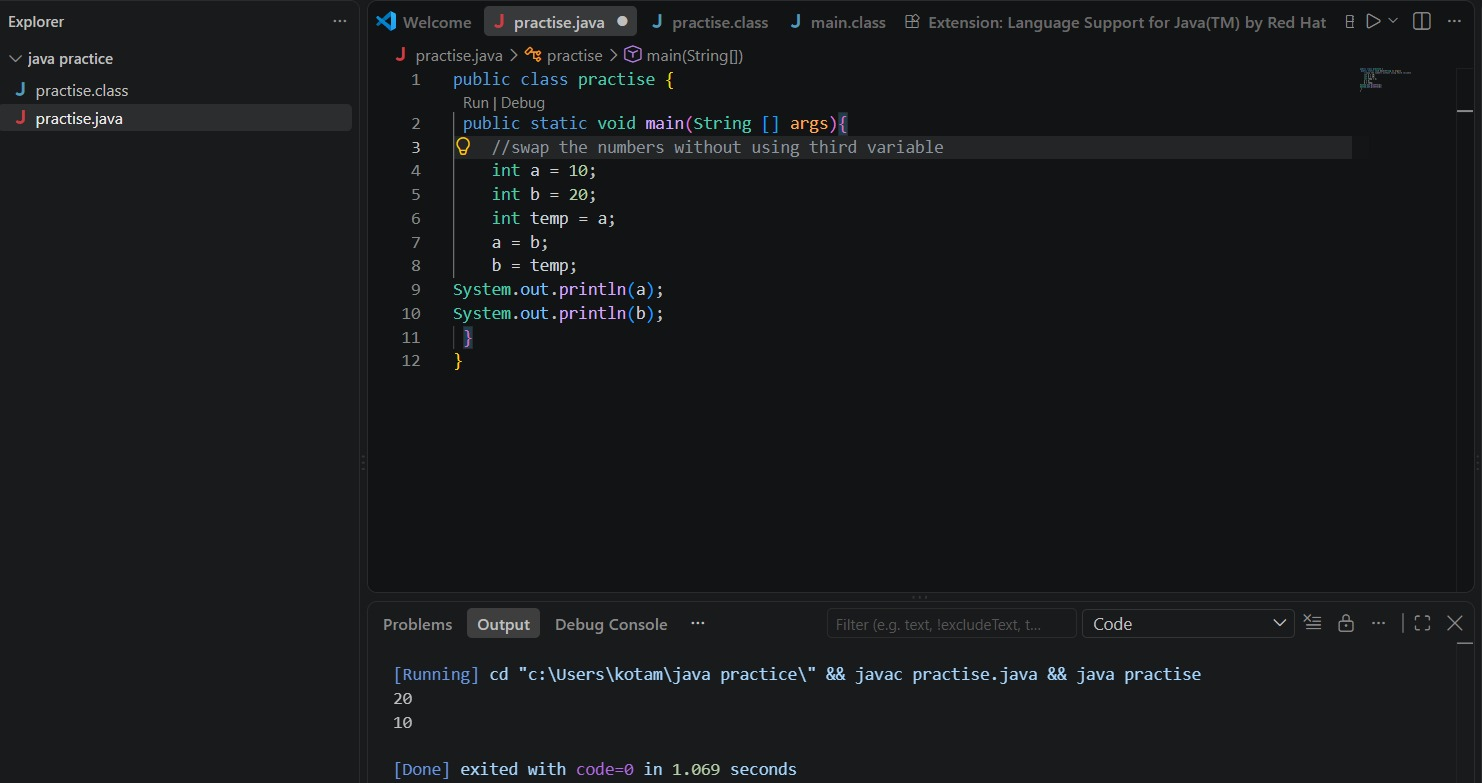 Explorer
java practice
practise.class
practise.java
Welcome practise.java practise.class main.class Extension: Language Support for Java(TM) by Red Hat
practise.java > practise > main(String[])
1 public class practise {
Run | Debug
2 public static void main(String [] args){
3 //swap the numbers without using third variable
4 int a = 10;
5 int b = 20;
6 int temp = a;
7 a = b;
8 b = temp;
9 System.out.println(a);
10 System.out.println(b);
11 }
12 }
Problems Output Debug Console Filter (e.g. text, !excludeText, t... Code
[Running] cd "c:\Users\kotam\java practice\" && javac practise.java && java practise
20
10
[Done] exited with code=0 in 1.069 seconds